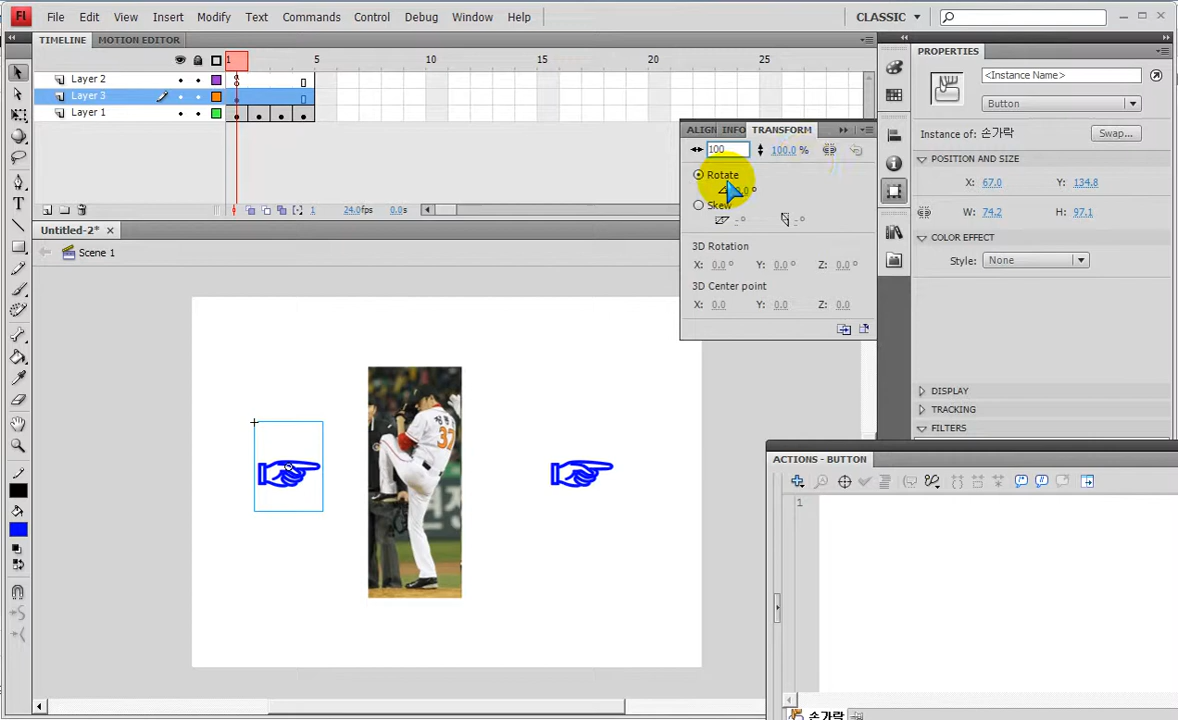 Fl File Edit View Insert Modify Text Commands Control Debug Window Help CLASSIC
TIMELINE MOTION EDITOR
1 5 10 15 20 25
Layer 2
Layer 3
Layer 1
1 24.0fps 0.0s
Untitled-2* ×
Scene 1
ALIGN INFO TRANSFORM
100 100.0 %
Rotate
Skew
3D Rotation
X: 0.0 ° Y: 0.0 ° Z: 0.0 °
3D Center point
X: 0.0 Y: 0.0 Z: 0.0
PROPERTIES
<Instance Name>
Button
Instance of: 손가락 Swap...
POSITION AND SIZE
X: 67.0 Y: 134.8
W: 74.2 H: 97.1
COLOR EFFECT
Style: None
DISPLAY
TRACKING
FILTERS
37
ACTIONS - BUTTON
1
손가락